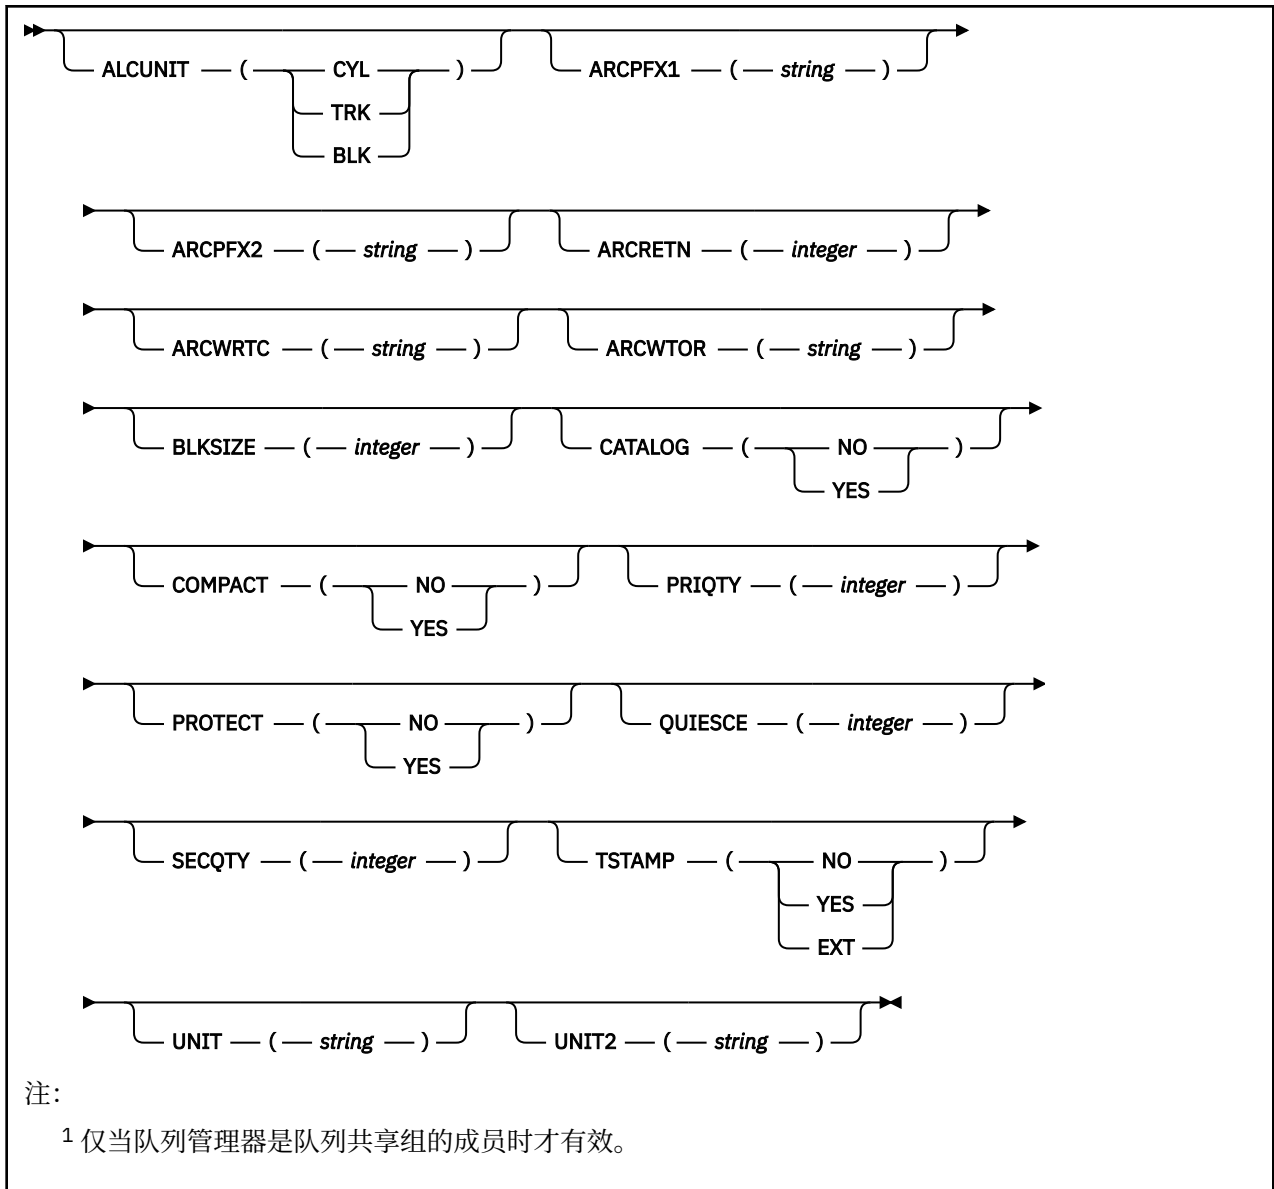 ALCUNIT ( CYL ) ARCPFX1 ( string )
TRK
BLK
ARCPFX2 ( string ) ARCRETN ( integer )
ARCWRTC ( string ) ARCWTOR ( string )
BLKSIZE ( integer ) CATALOG ( NO )
YES
COMPACT ( NO ) PRIQTY ( integer )
YES
PROTECT ( NO ) QUIESCE ( integer )
YES
SECQTY ( integer ) TSTAMP ( NO )
YES
EXT
UNIT ( string ) UNIT2 ( string )
注：
1 仅当队列管理器是队列共享组的成员时才有效。